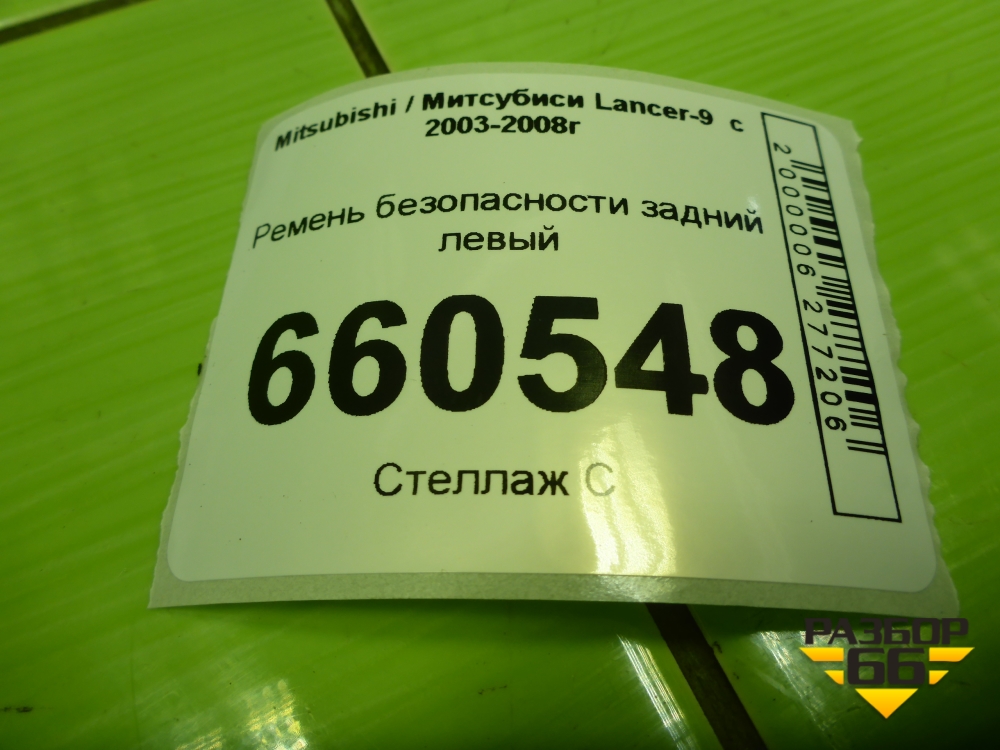 Mitsubishi / Митсубиси Lancer-9 с
2003-2008г
Ремень безопасности задний
левый
660548
Стеллаж С
2000006277206
РАЗБОР
66